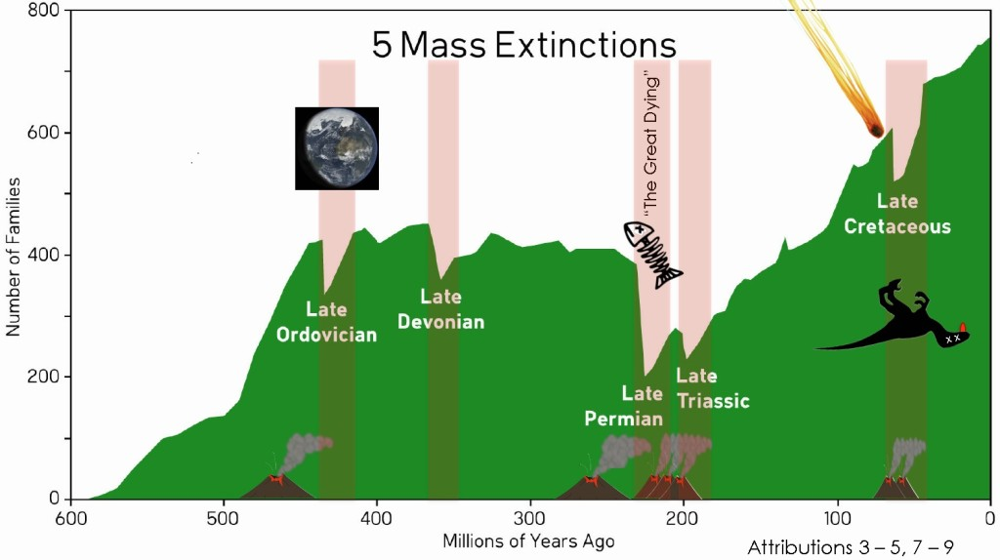 5 Mass Extinctions
"The Great Dying"
Number of Families
800
600
400
200
0
Late
Ordovician
Late
Devonian
Late
Permian
Late
Triassic
Late
Cretaceous
x x
600 500 400 300 200 100 0
Millions of Years Ago
Attributions 3 – 5, 7 – 9